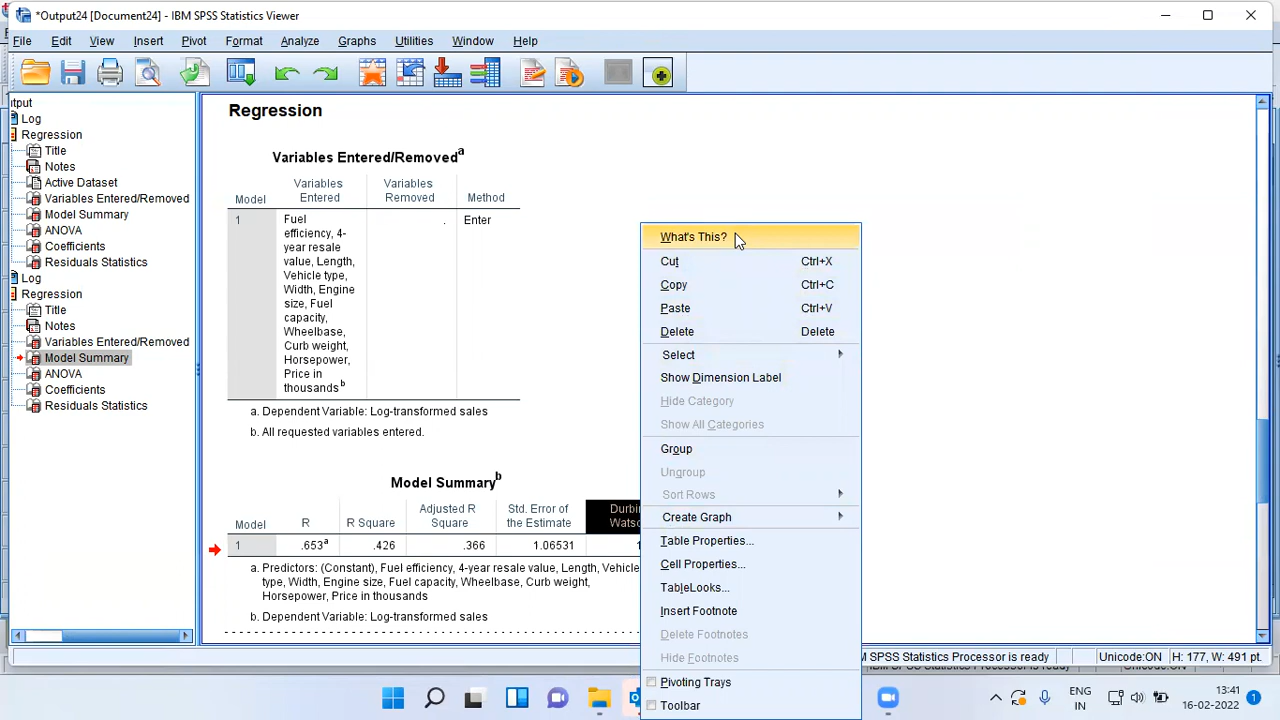 *Output24 [Document24] - IBM SPSS Statistics Viewer
File Edit View Insert Pivot Format Analyze Graphs Utilities Window Help
tput
Log
Regression
Title
Notes
Active Dataset
Variables Entered/Removed
Model Summary
ANOVA
Coefficients
Residuals Statistics
Log
Regression
Title
Notes
Variables Entered/Removed
Model Summary
ANOVA
Coefficients
Residuals Statistics
Regression
Variables Entered/Removedᵃ
Model Variables Entered Variables Removed Method
1 Fuel . Enter
efficiency, 4-
year resale
value, Length,
Vehicle type,
Width, Engine
size, Fuel
capacity,
Wheelbase,
Curb weight,
Horsepower,
Price in
thousandsᵇ
a. Dependent Variable: Log-transformed sales
b. All requested variables entered.
Model Summaryᵇ
Model R R Square Adjusted R Square Std. Error of the Estimate Durbi Watso
1 .653ᵃ .426 .366 1.06531 1
a. Predictors: (Constant), Fuel efficiency, 4-year resale value, Length, Vehicle
type, Width, Engine size, Fuel capacity, Wheelbase, Curb weight,
Horsepower, Price in thousands
b. Dependent Variable: Log-transformed sales
What's This?
Cut Ctrl+X
Copy Ctrl+C
Paste Ctrl+V
Delete Delete
Select
Show Dimension Label
Hide Category
Show All Categories
Group
Ungroup
Sort Rows
Create Graph
Table Properties...
Cell Properties...
TableLooks...
Insert Footnote
Delete Footnotes
Hide Footnotes
Pivoting Trays
Toolbar
M SPSS Statistics Processor is ready Unicode:ON H: 177, W: 491 pt.
ENG
IN
13:41
16-02-2022
1